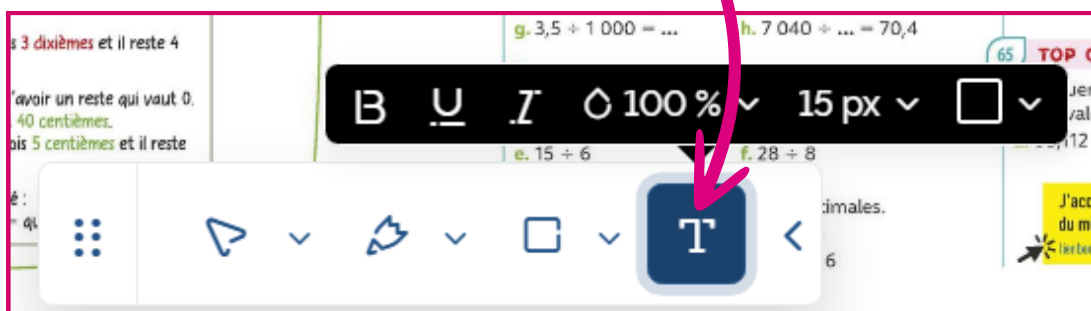 s 3 dixièmes et il reste 4
'avoir un reste qui vaut 0.
40 centièmes.
ois 5 centièmes et il reste
é :
g. 3,5 ÷ 1 000 = ...
h. 7 040 ÷ ... = 70,4
65 TOP
B U I 100 % 15 px
e. 15 ÷ 6
f. 28 ÷ 8
T
imales.
6
112
J'acc
du m